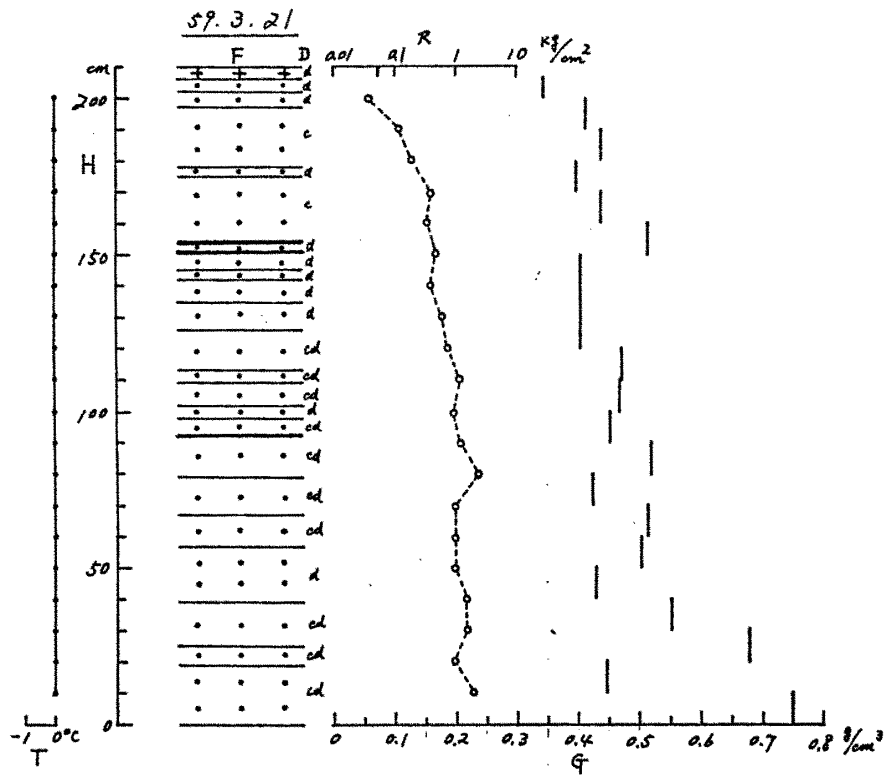 59. 3. 21
F D 0.01 R 0.1 1 10 kg/cm²
cm
d
d
200 d
c
H
d
c
d
150 d
d
d
d
cd
cd
cd
100 d
cd
cd
cd
cd
50 d
cd
cd
cd
0
-1 0°C 0 0.1 0.2 0.3 0.4 0.5 0.6 0.7 0.8 g/cm³
T G